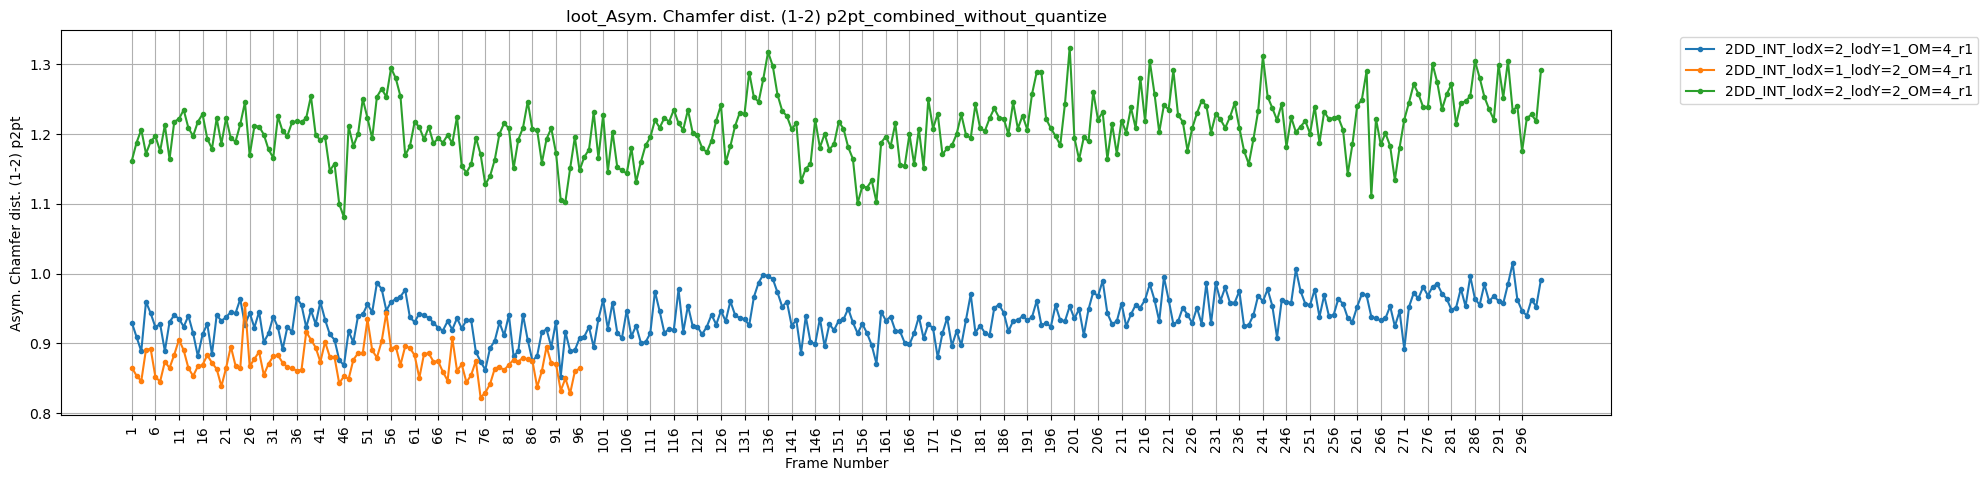 loot_Asym. Chamfer dist. (1-2) p2pt_combined_without_quantize
Asym. Chamfer dist. (1-2) p2pt
1.3
1.2
1.1
1.0
0.9
0.8
1 6 11 16 21 26 31 36 41 46 51 56 61 66 71 76 81 86 91 96 101 106 111 116 121 126 131 136 141 146 151 156 161 166 171 176 181 186 191 196 201 206 211 216 221 226 231 236 241 246 251 256 261 266 271 276 281 286 291 296
Frame Number
2DD_INT_lodX=2_lodY=1_OM=4_r1
2DD_INT_lodX=1_lodY=2_OM=4_r1
2DD_INT_lodX=2_lodY=2_OM=4_r1